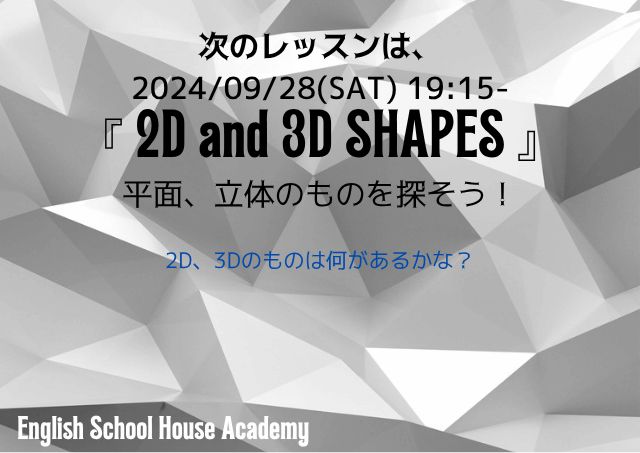 次のレッスンは、
2024/09/28(SAT) 19:15-
『 2D and 3D SHAPES 』
平面、立体のものを探そう！
2D、3Dのものは何があるかな？
English School House Academy